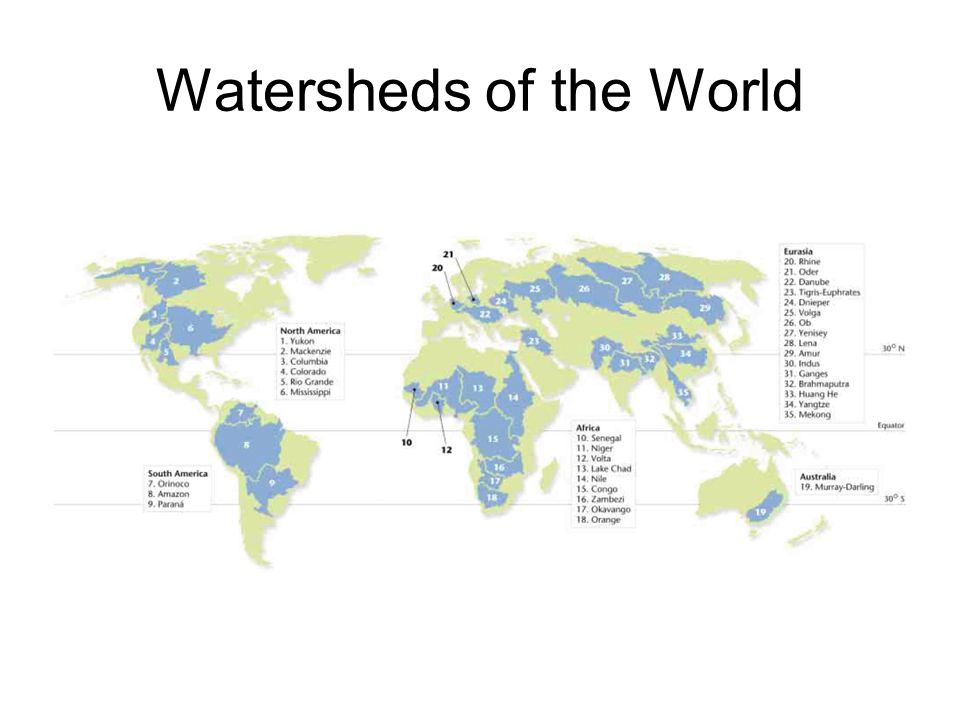 Watersheds of the World
1
2
3
4
5
6
7
8
9
10
11
12
13
14
15
16
17
18
19
20
21
22
23
24
25
26
27
28
29
30
31
32
33
34
35
North America
1. Yukon
2. Mackenzie
3. Columbia
4. Colorado
5. Rio Grande
6. Mississippi
South America
7. Orinoco
8. Amazon
9. Paraná
Africa
10. Senegal
11. Niger
12. Volta
13. Lake Chad
14. Nile
15. Congo
16. Zambezi
17. Okavango
18. Orange
Eurasia
20. Rhine
21. Oder
22. Danube
23. Tigris-Euphrates
24. Dnieper
25. Volga
26. Ob
27. Yenisey
28. Lena
29. Amur
30. Indus
31. Ganges
32. Brahmaputra
33. Huang He
34. Yangtze
35. Mekong
Australia
19. Murray-Darling
30° N
Equator
30° S